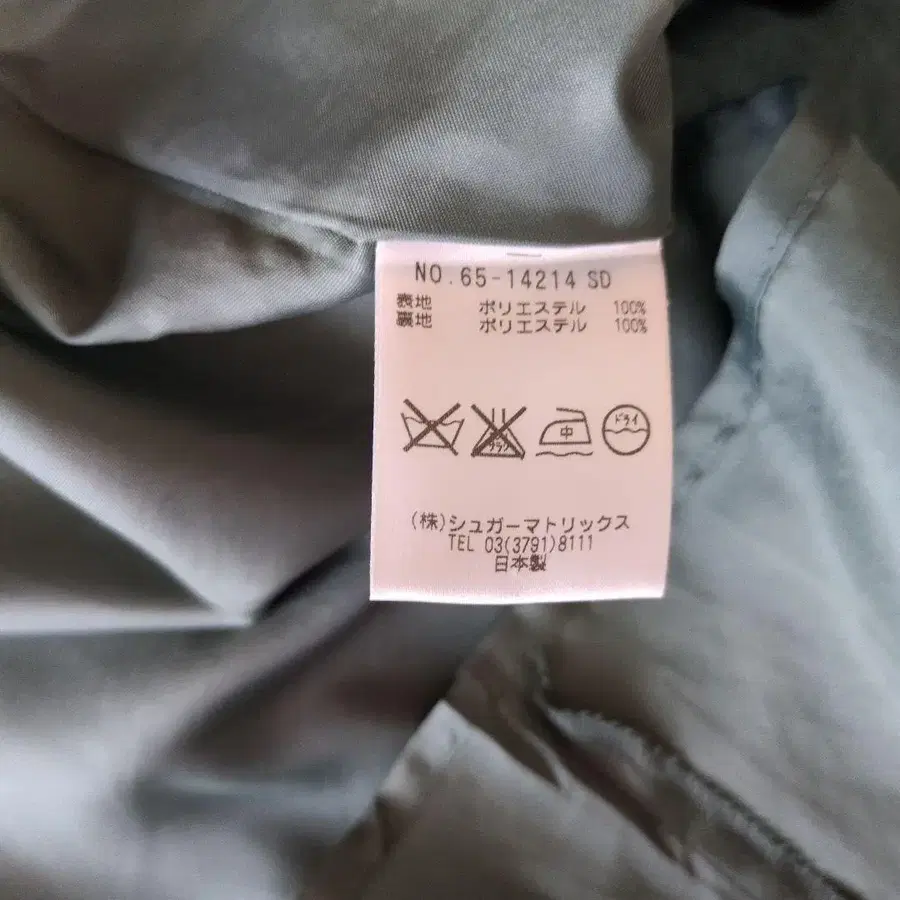 NO.65-14214 SD
表地 ポリエステル 100%
裏地 ポリエステル 100%
中 ドライ
(株)シュガーマトリックス
TEL 03(3791)8111
日本製